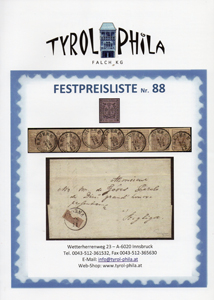 TYROL PHILA
FALCH KG
FESTPREISLISTE Nr. 88
Monsieur
Wetterherrenweg 23 – A-6020 Innsbruck
Tel. 0043-512-361532, Fax 0043-512-365630
E-Mail: info@tyrol-phila.at
Web-Shop: www.tyrol-phila.at